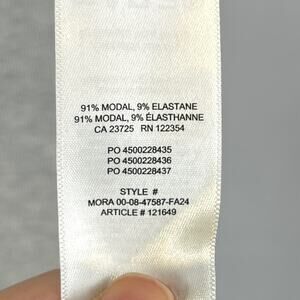 91% MODAL, 9% ELASTANE
91% MODAL, 9% ÉLASTHANNE
CA 23725 RN 122354
PO 4500228435
PO 4500228436
PO 4500228437
STYLE #
MORA 00-08-47587-FA24
ARTICLE # 121649